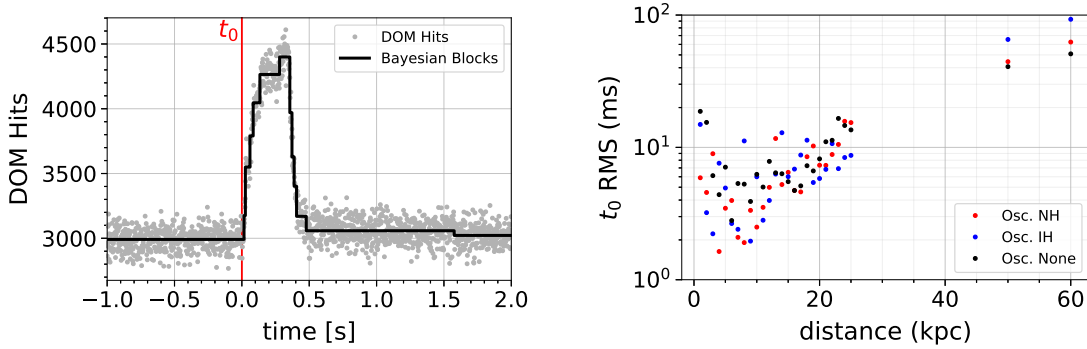 t₀
DOM Hits
Bayesian Blocks
4500
4000
3500
3000
DOM Hits
−1.0 −0.5 0.0 0.5 1.0 1.5 2.0
time [s]
10²
10¹
10⁰
t₀ RMS (ms)
Osc. NH
Osc. IH
Osc. None
0 20 40 60
distance (kpc)